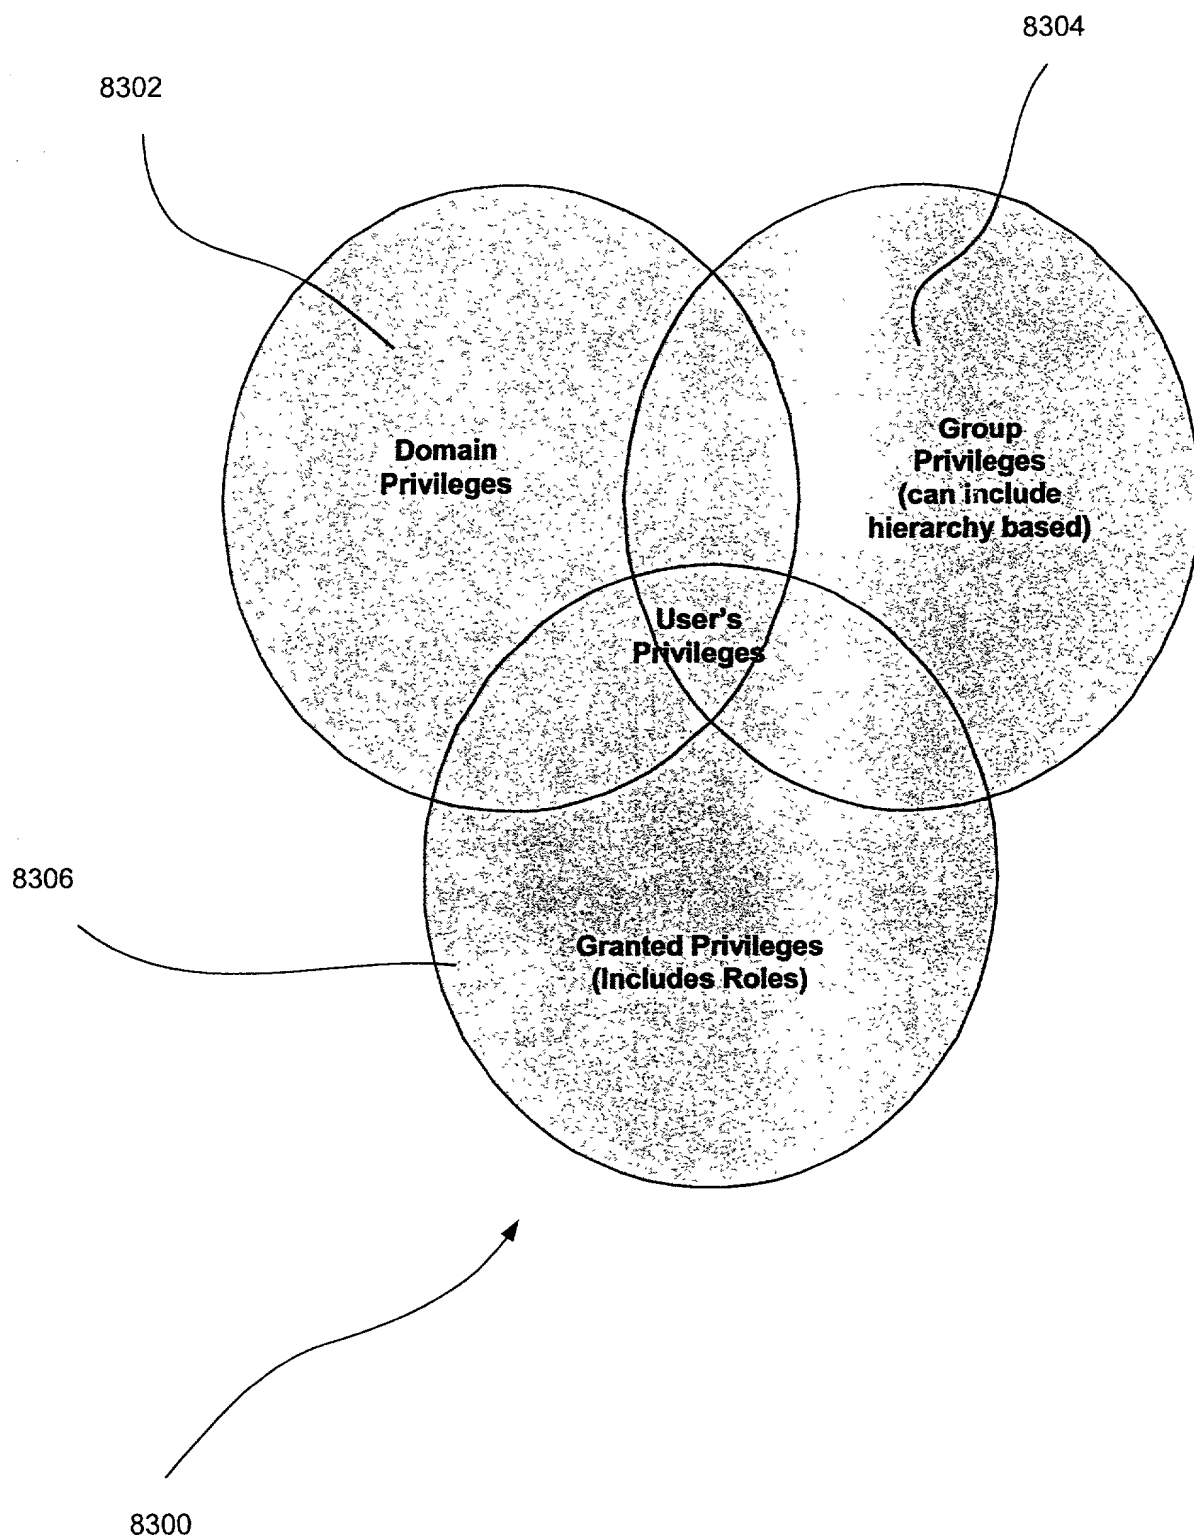 8304
8302
Domain
Privileges
Group
Privileges
(can include
hierarchy based)
User's
Privileges
8306
Granted Privileges
(Includes Roles)
8300